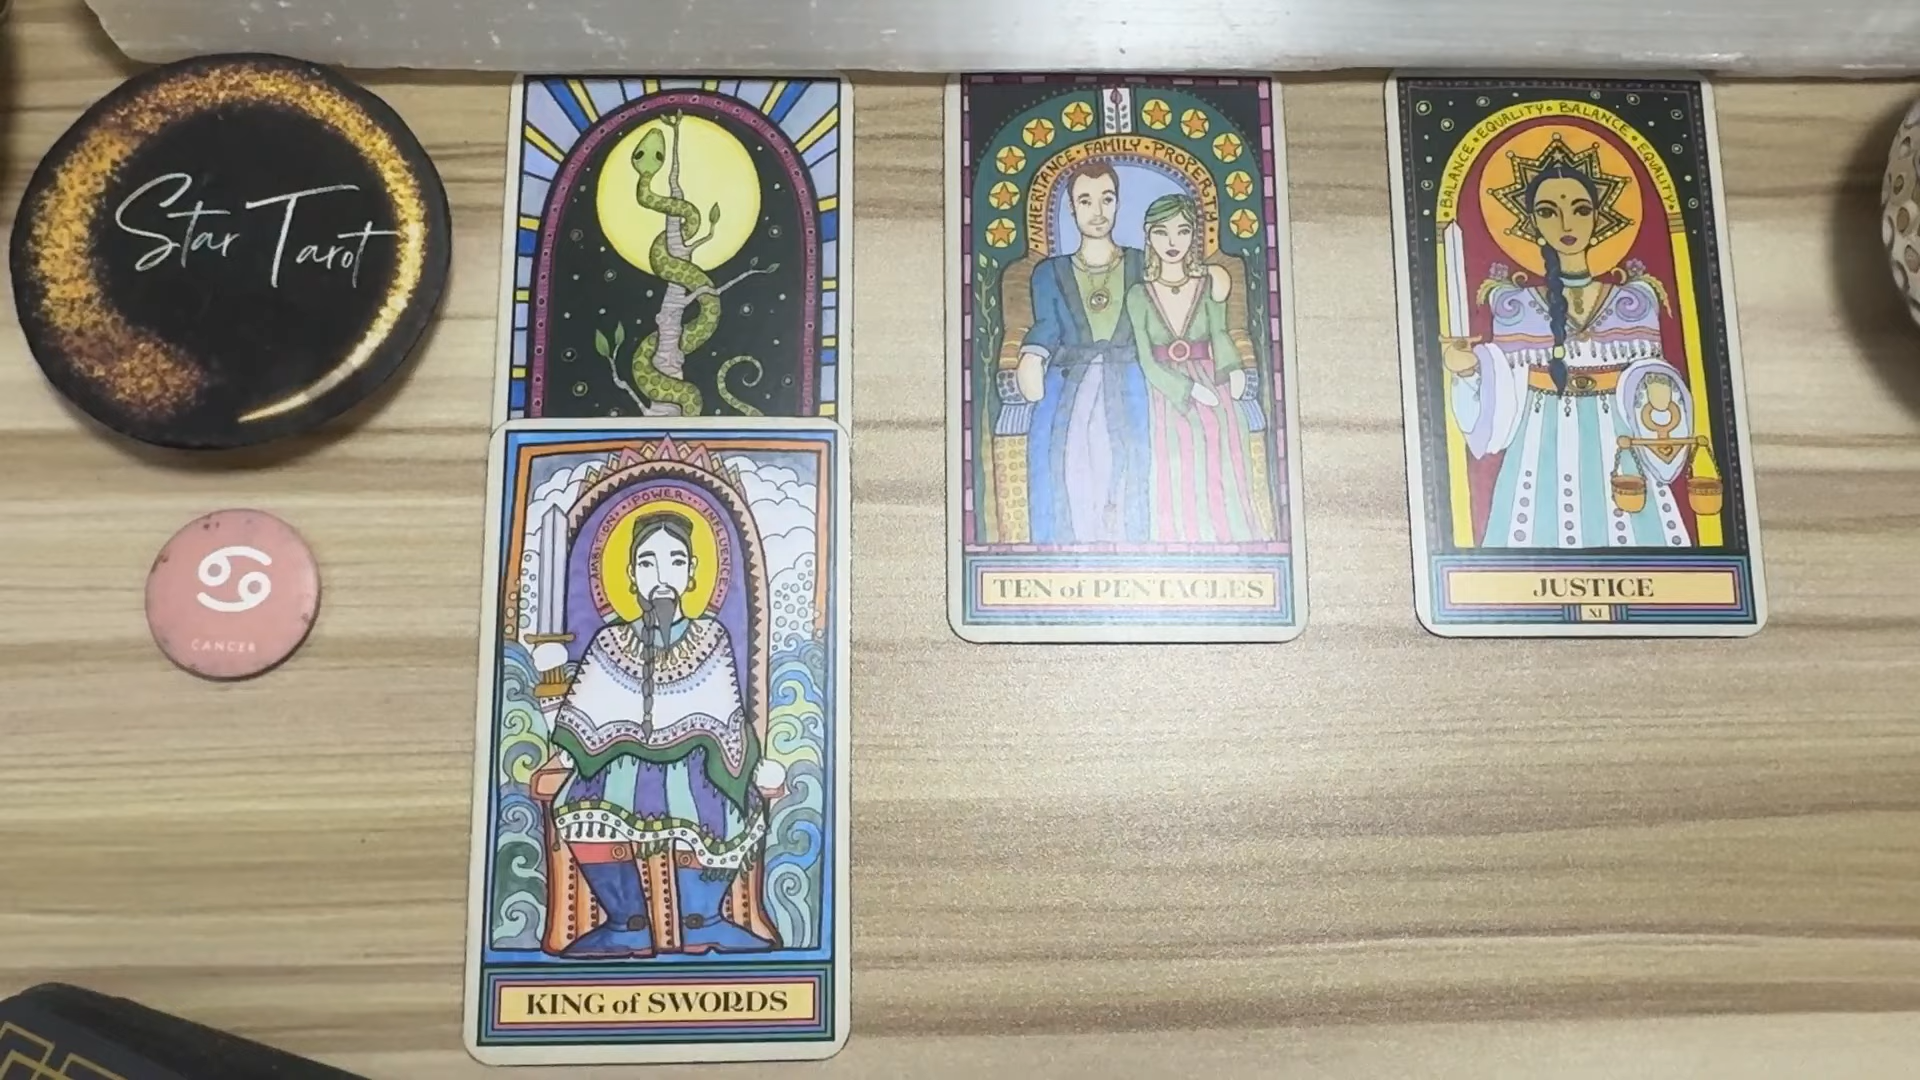 Star Tarot
CANCER
AMBITION • POWER • INFLUENCE
KING of SWORDS
INHERITANCE • FAMILY • PROPERTY
TEN of PENTACLES
BALANCE • EQUALITY • BALANCE • EQUALITY
JUSTICE
XI